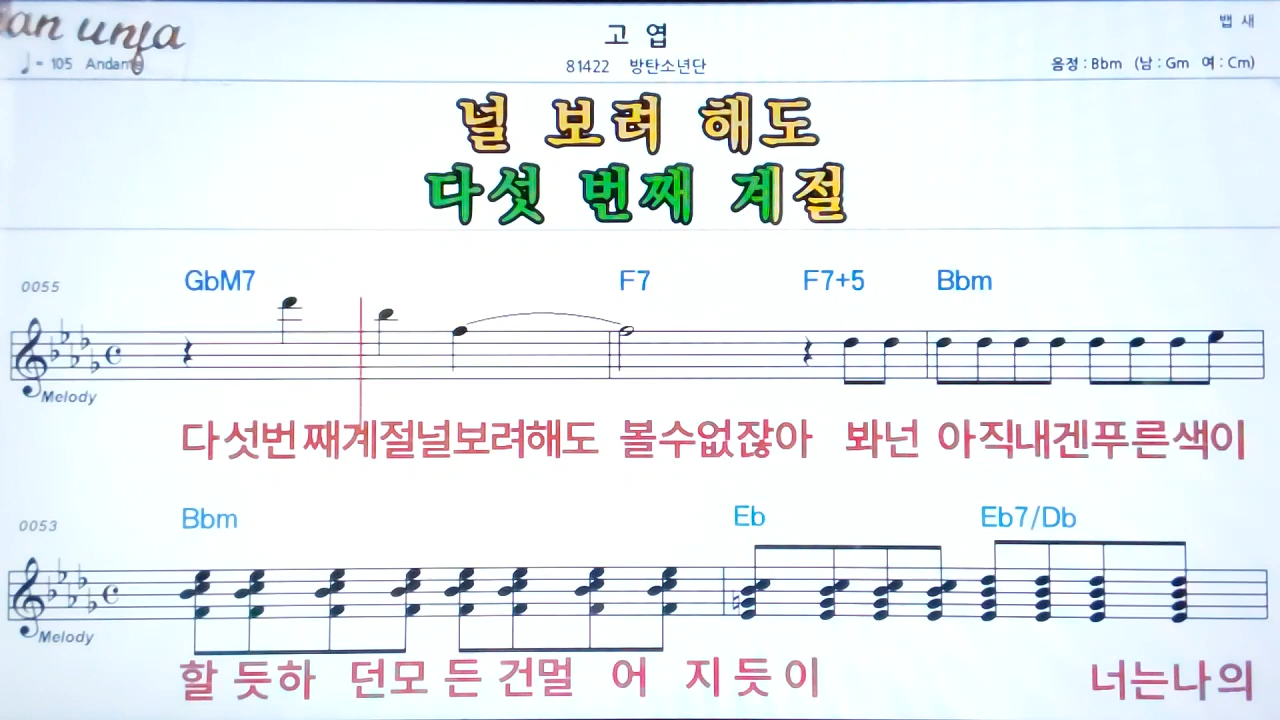 고 엽
뱁 새
♩= 105 Andante
81422 방탄소년단
음정 : Bbm (남 : Gm 여 : Cm)
널 보려 해도
다섯 번째 계절
0055 GbM7 F7 F7+5 Bbm
Melody
다섯번째계절널보려해도 볼수없잖아 봐넌 아직내겐푸른색이
0053 Bbm Eb Eb7/Db
Melody
할 듯하 던모 든 건멀 어 지 듯 이 너는나의